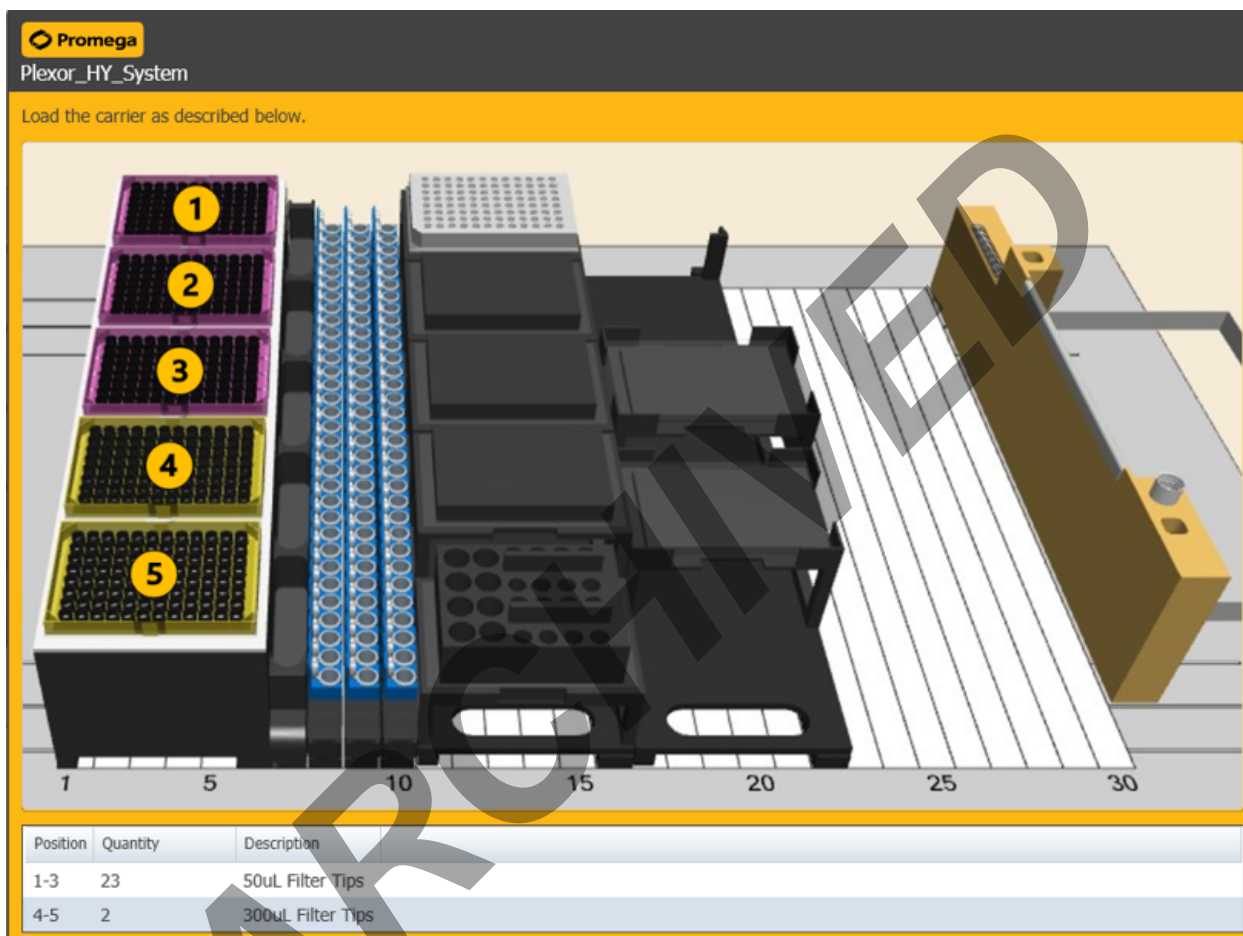 Promega
Plexor_HY_System
Load the carrier as described below.
1
2
3
4
5
1 5 10 15 20 25 30
Position Quantity Description
1-3 23 50uL Filter Tips
4-5 2 300uL Filter Tips
ARCHIVED